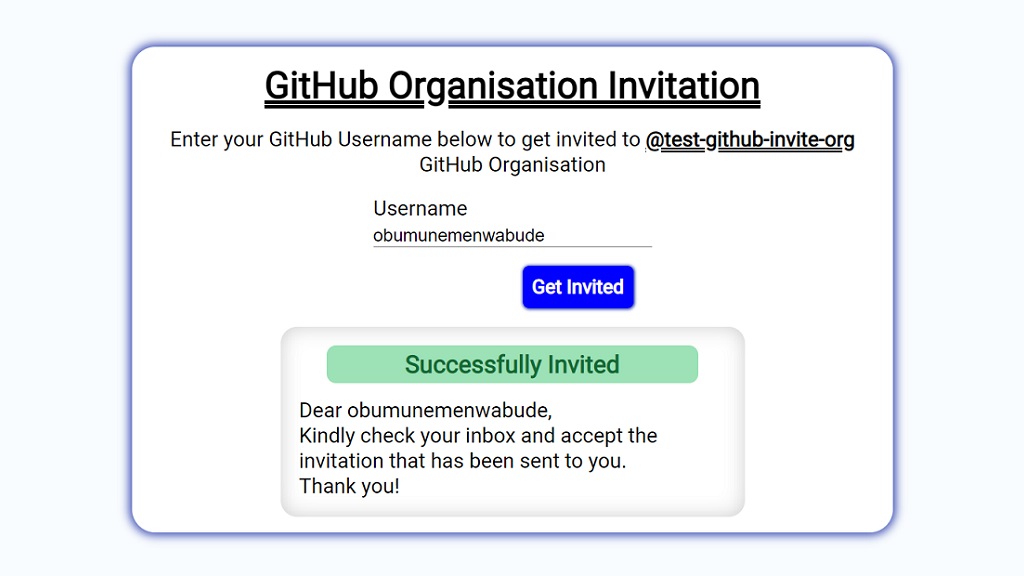 GitHub Organisation Invitation
Enter your GitHub Username below to get invited to @test-github-invite-org
GitHub Organisation
Username
obumunemenwabude
Get Invited
Successfully Invited
Dear obumunemenwabude,
Kindly check your inbox and accept the
invitation that has been sent to you.
Thank you!